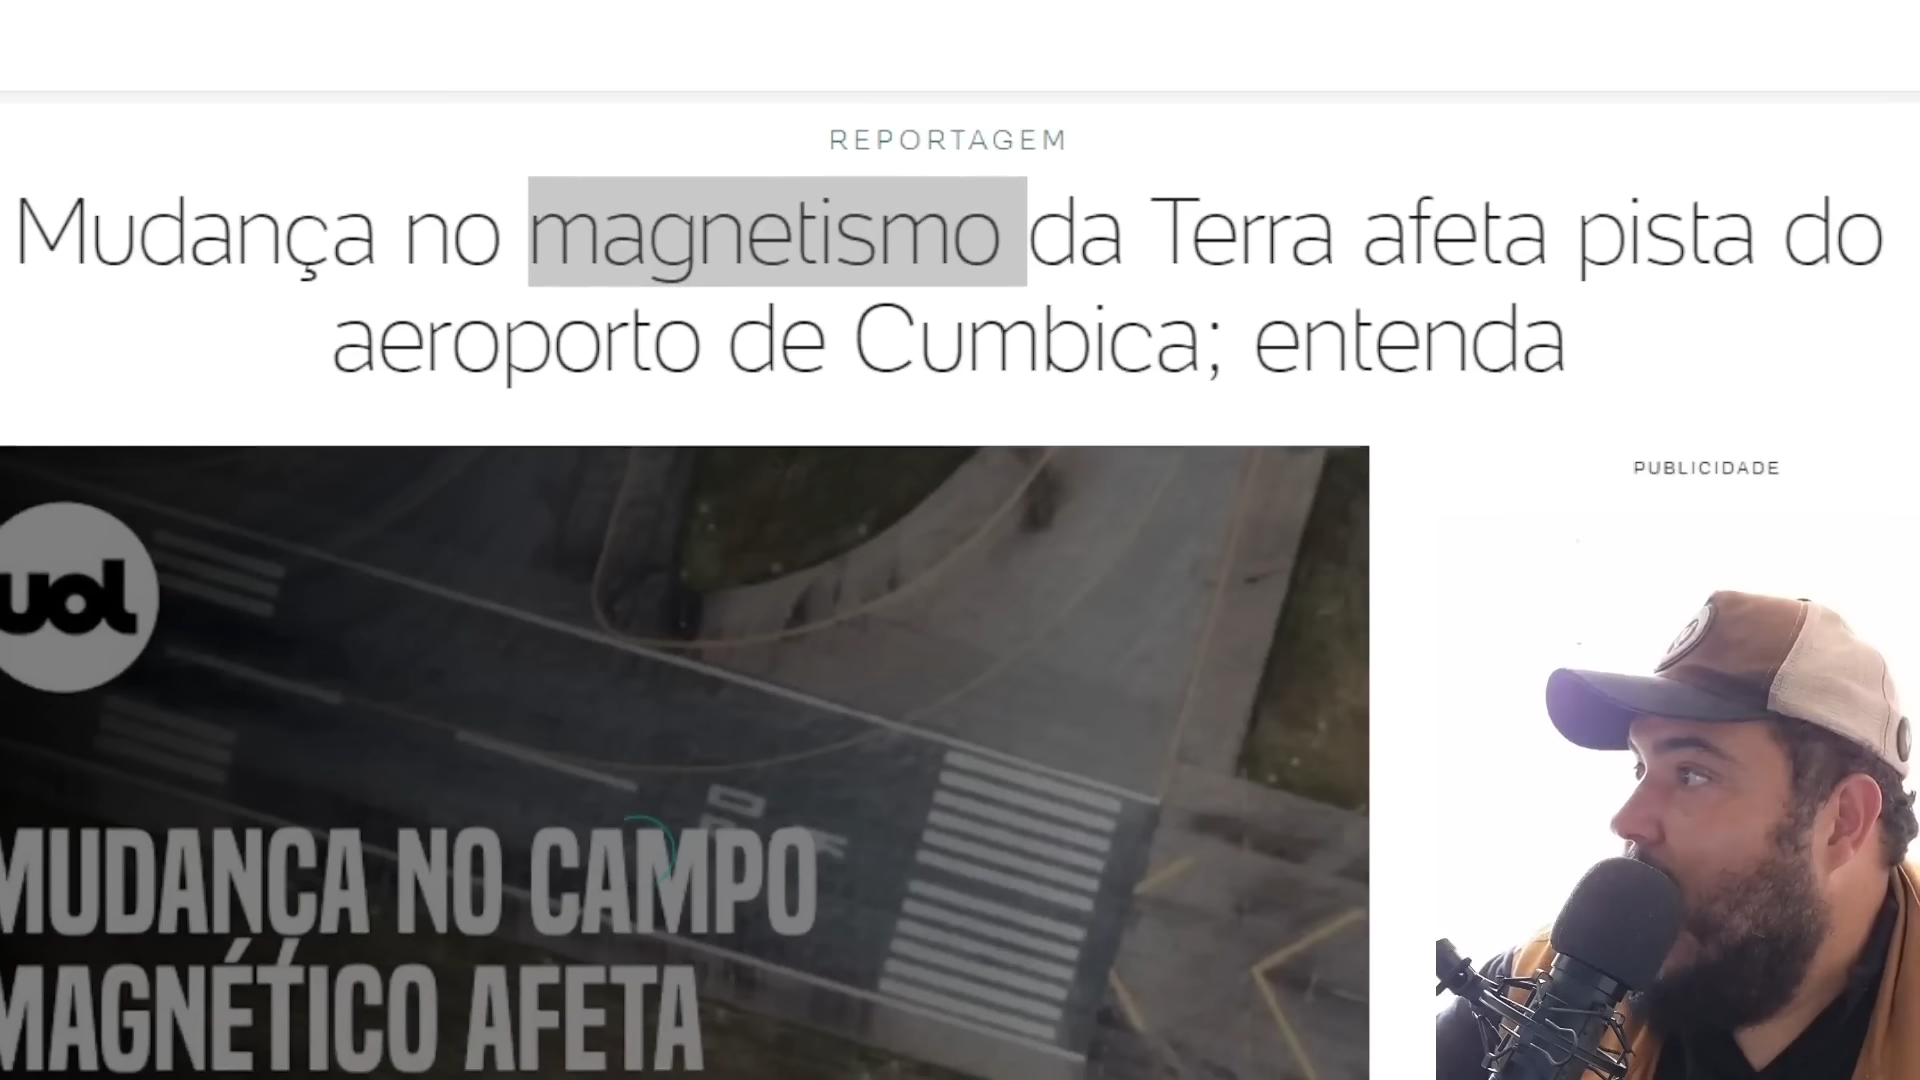 REPORTAGEM
Mudança no magnetismo da Terra afeta pista do
aeroporto de Cumbica; entenda
PUBLICIDADE
uol
MUDANÇA NO CAMPO
MAGNÉTICO AFETA